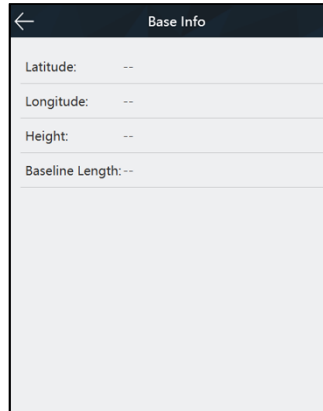 Base Info
Latitude: --
Longitude: --
Height: --
Baseline Length: --